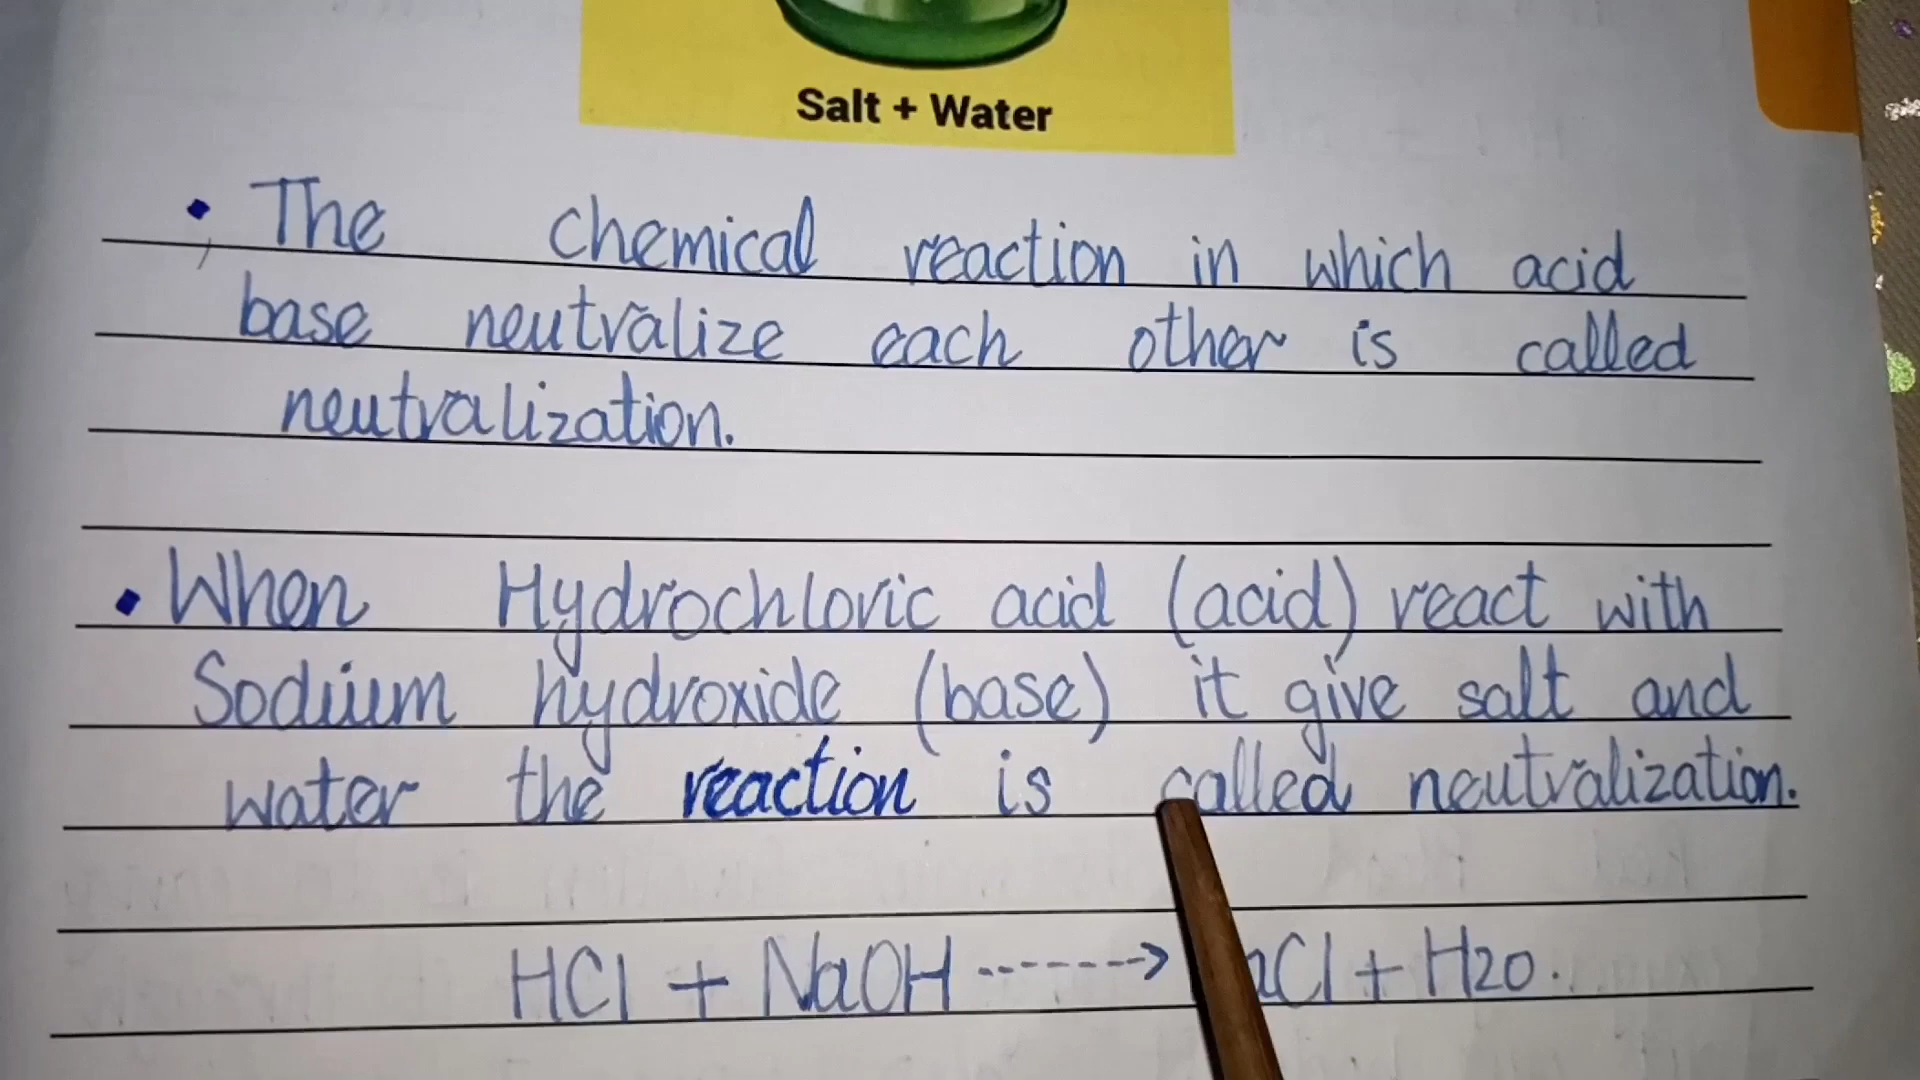 Salt + Water
• The chemical reaction in which acid
base neutralize each other is called
neutralization.
• When Hydrochloric acid (acid) react with
Sodium hydroxide (base) it give salt and
water the reaction is called neutralization.
HCl + NaOH -------> aCl + H2O.